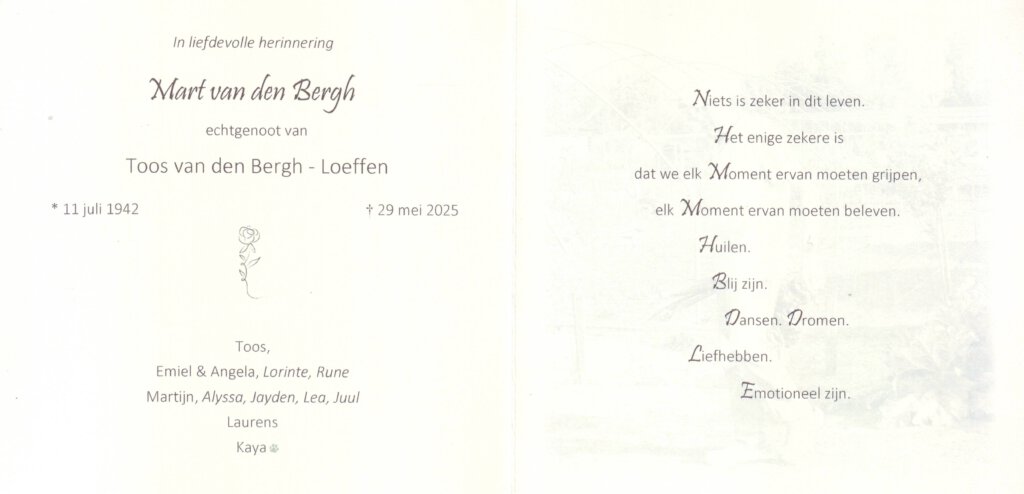 In liefdevolle herinnering
Mart van den Bergh
echtgenoot van
Toos van den Bergh - Loeffen
* 11 juli 1942 † 29 mei 2025
Toos,
Emiel & Angela, Lorinte, Rune
Martijn, Alyssa, Jayden, Lea, Juul
Laurens
Kaya
Niets is zeker in dit leven.
Het enige zekere is
dat we elk Moment ervan moeten grijpen,
elk Moment ervan moeten beleven.
Huilen.
Blij zijn.
Dansen. Dromen.
Liefhebben.
Emotioneel zijn.